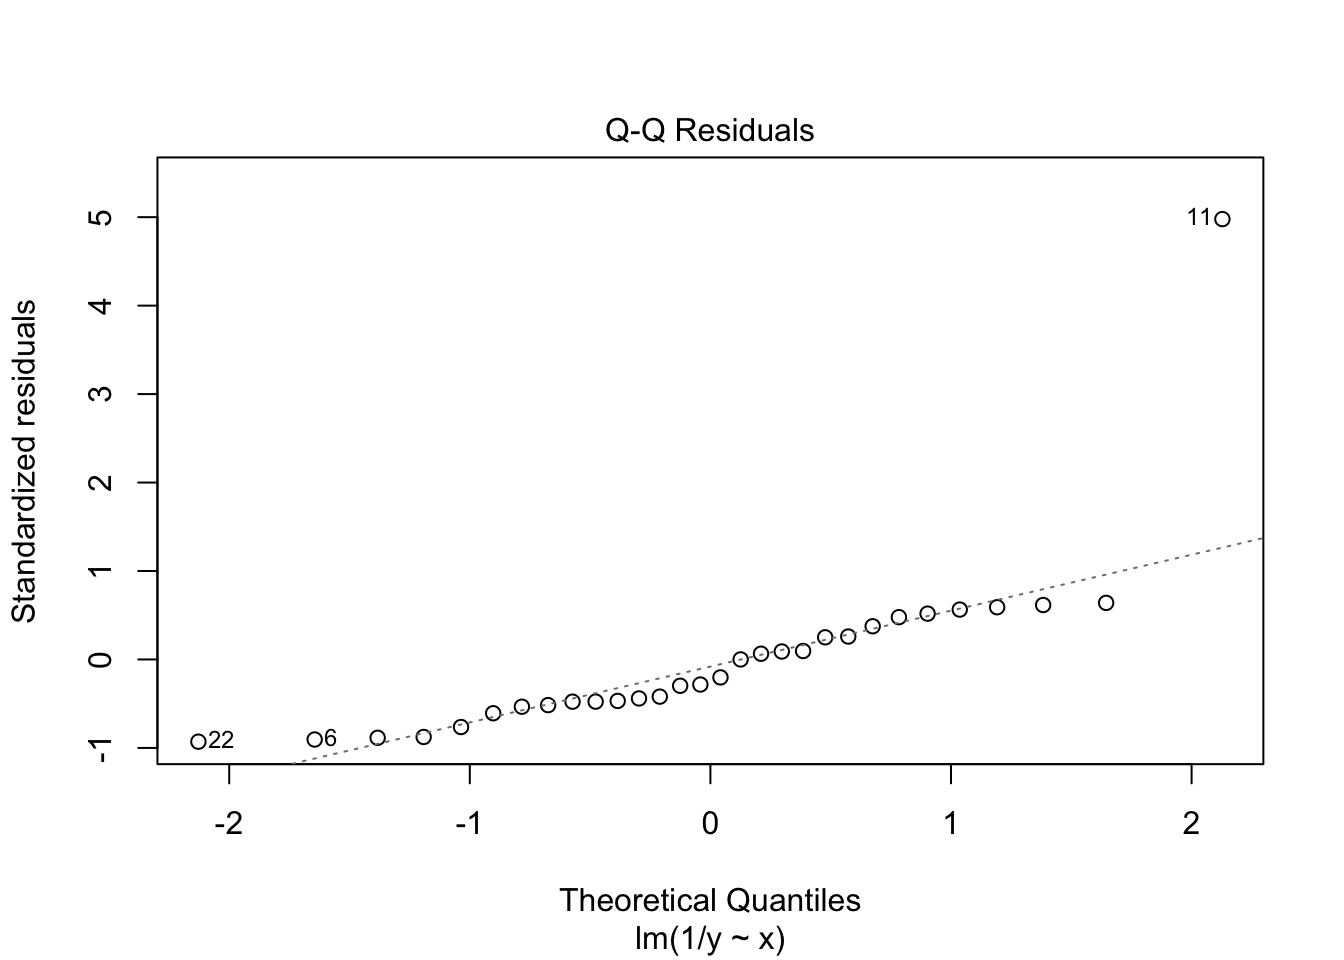 Q-Q Residuals
Standardized residuals
5
4
3
2
1
0
-1
11
22
6
-2 -1 0 1 2
Theoretical Quantiles
lm(1/y ~ x)